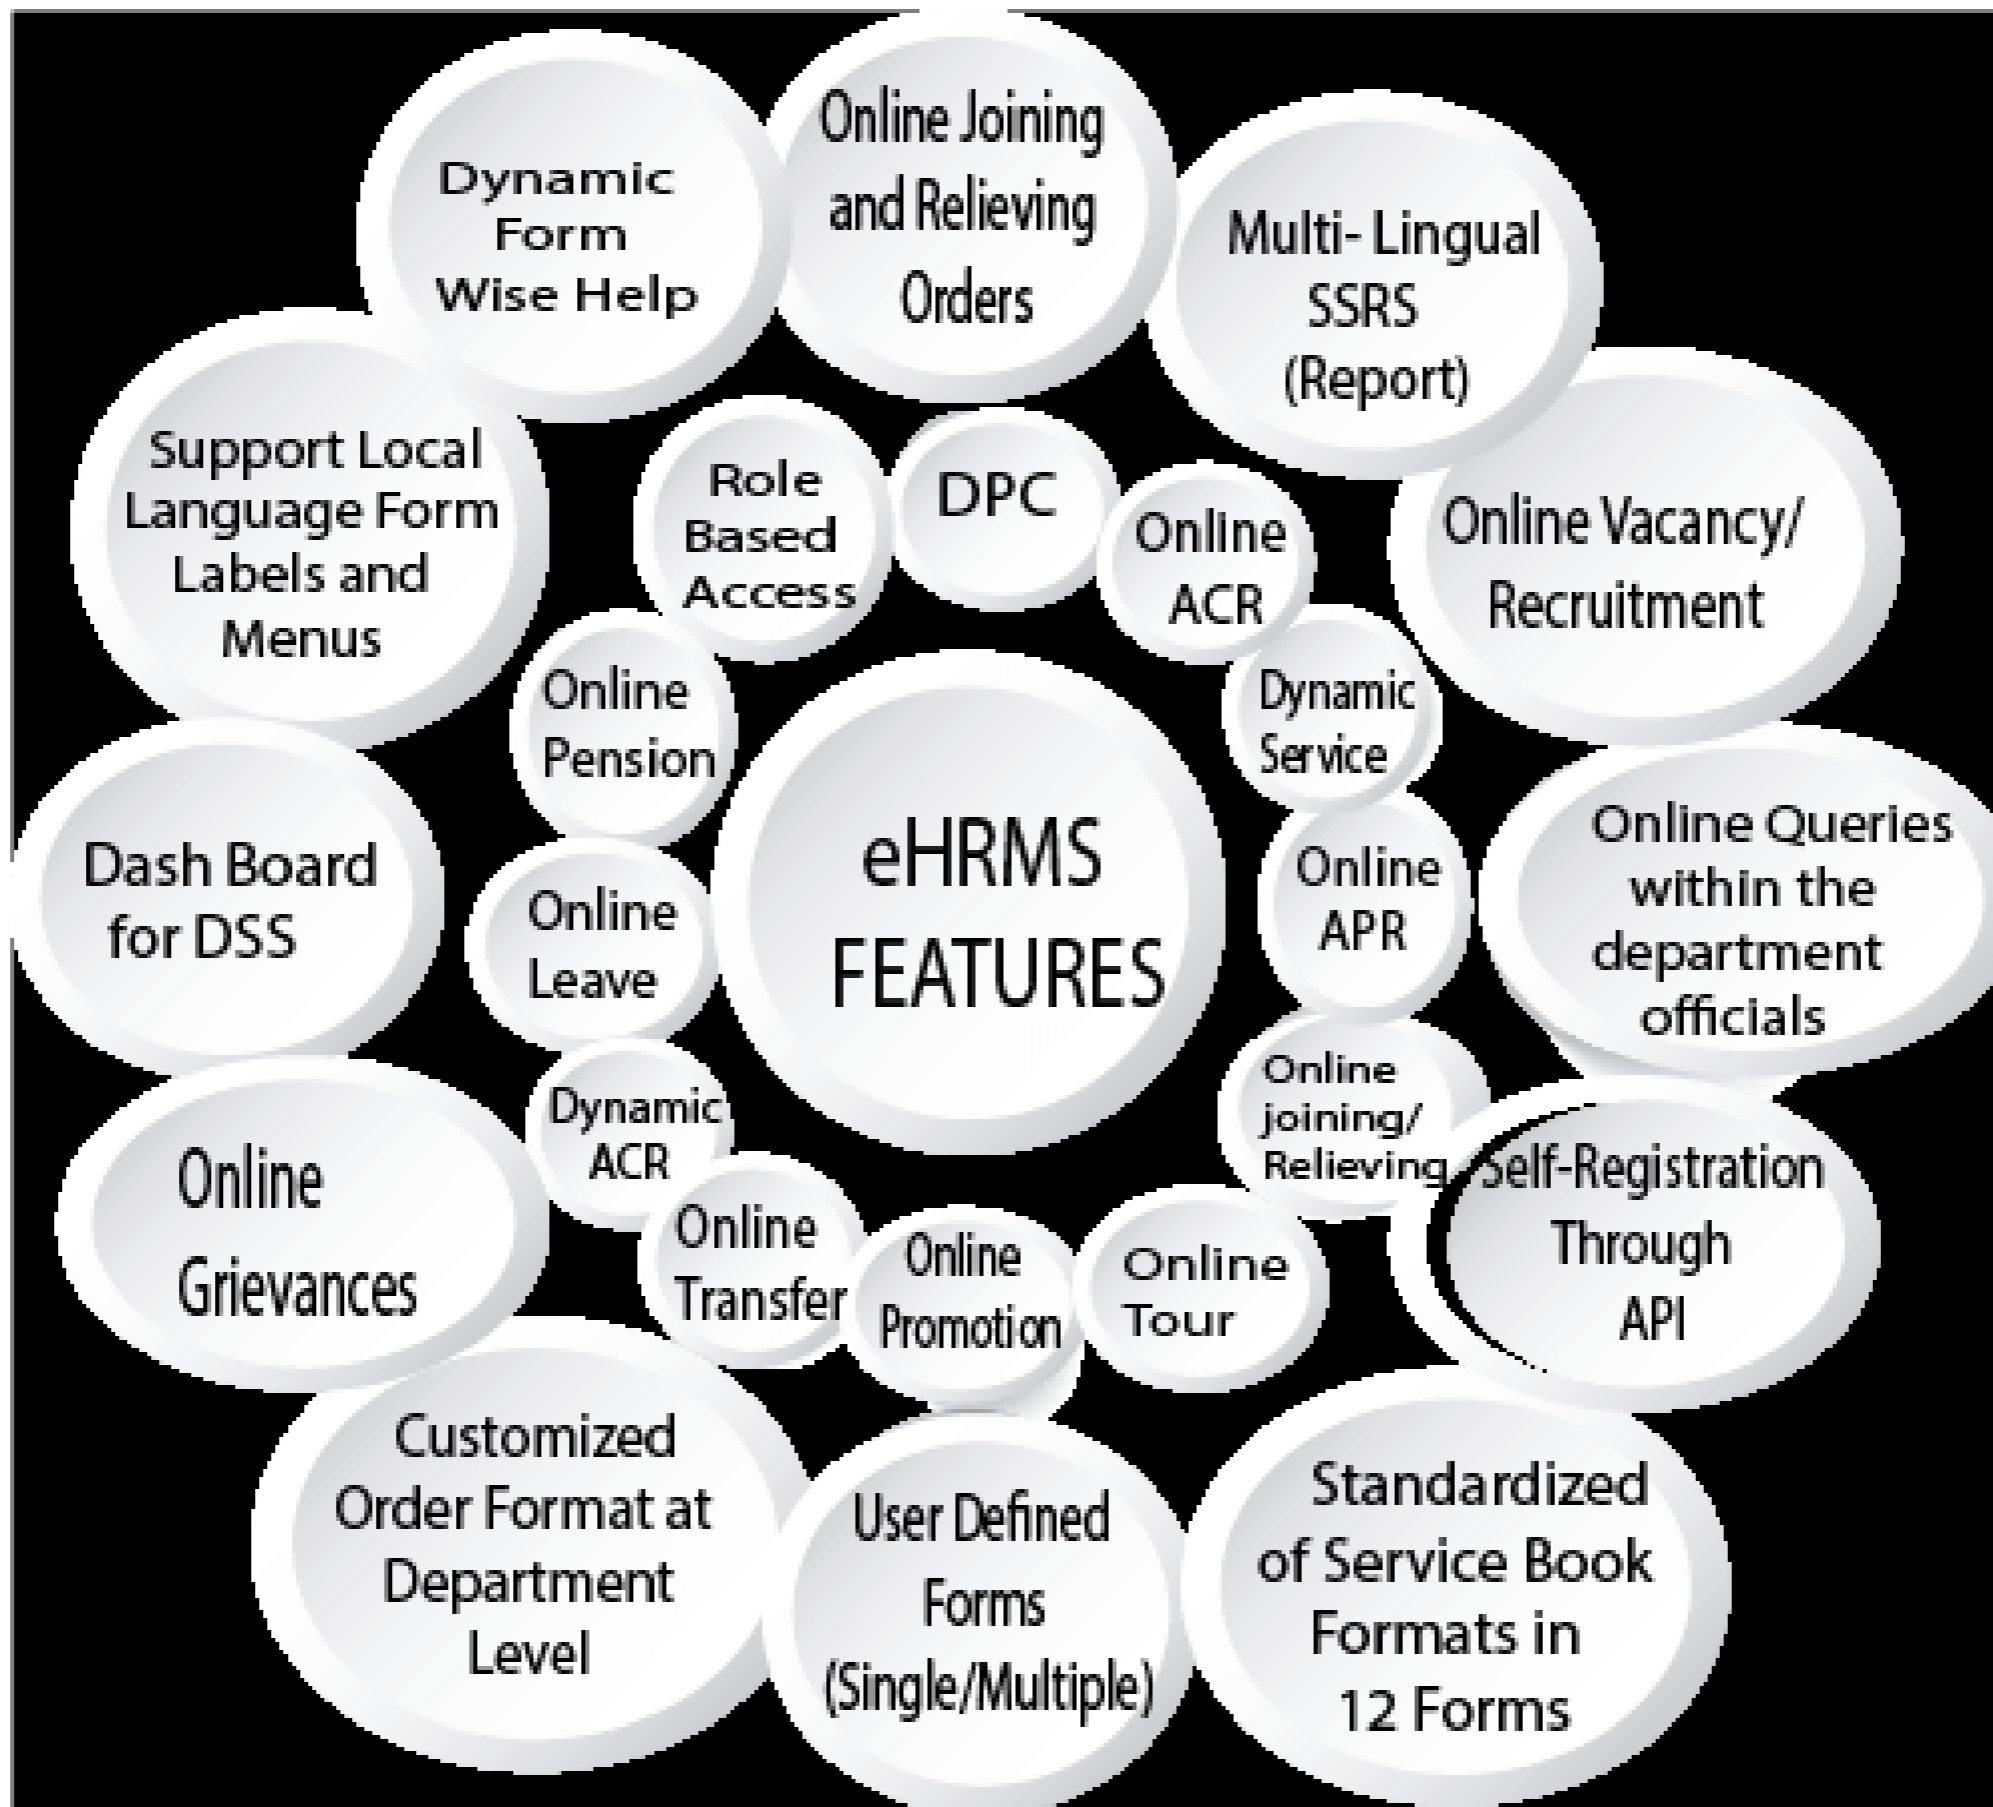 Dynamic
Form
Wise Help
Online Joining
and Relieving
Orders
Multi- Lingual
SSRS
(Report)
Support Local
Language Form
Labels and
Menus
Role
Based
Access
DPC
Online
ACR
Online Vacancy/
Recruitment
Online
Pension
Dynamic
Service
Dash Board
for DSS
Online
Leave
eHRMS
FEATURES
Online
APR
Online Queries
within the
department
officials
Online
Grievances
Dynamic
ACR
Online
joining/
Relieving
Self-Registration
Through
API
Online
Transfer
Online
Promotion
Online
Tour
Customized
Order Format at
Department
Level
User Defined
Forms
(Single/Multiple)
Standardized
of Service Book
Formats in
12 Forms